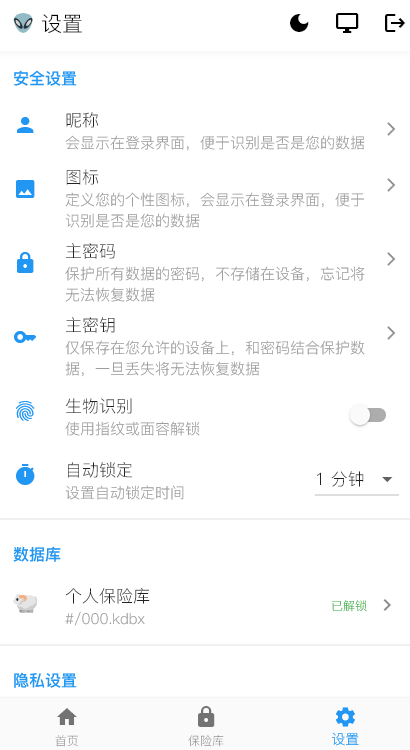 设置
安全设置
昵称
会显示在登录界面，便于识别是否是您的数据
图标
定义您的个性图标，会显示在登录界面，便于
识别是否是您的数据
主密码
保护所有数据的密码，不存储在设备，忘记将
无法恢复数据
主密钥
仅保存在您允许的设备上，和密码结合保护数
据，一旦丢失将无法恢复数据
生物识别
使用指纹或面容解锁
自动锁定
设置自动锁定时间
1 分钟
数据库
个人保险库
#/000.kdbx
已解锁
隐私设置
首页
保险库
设置